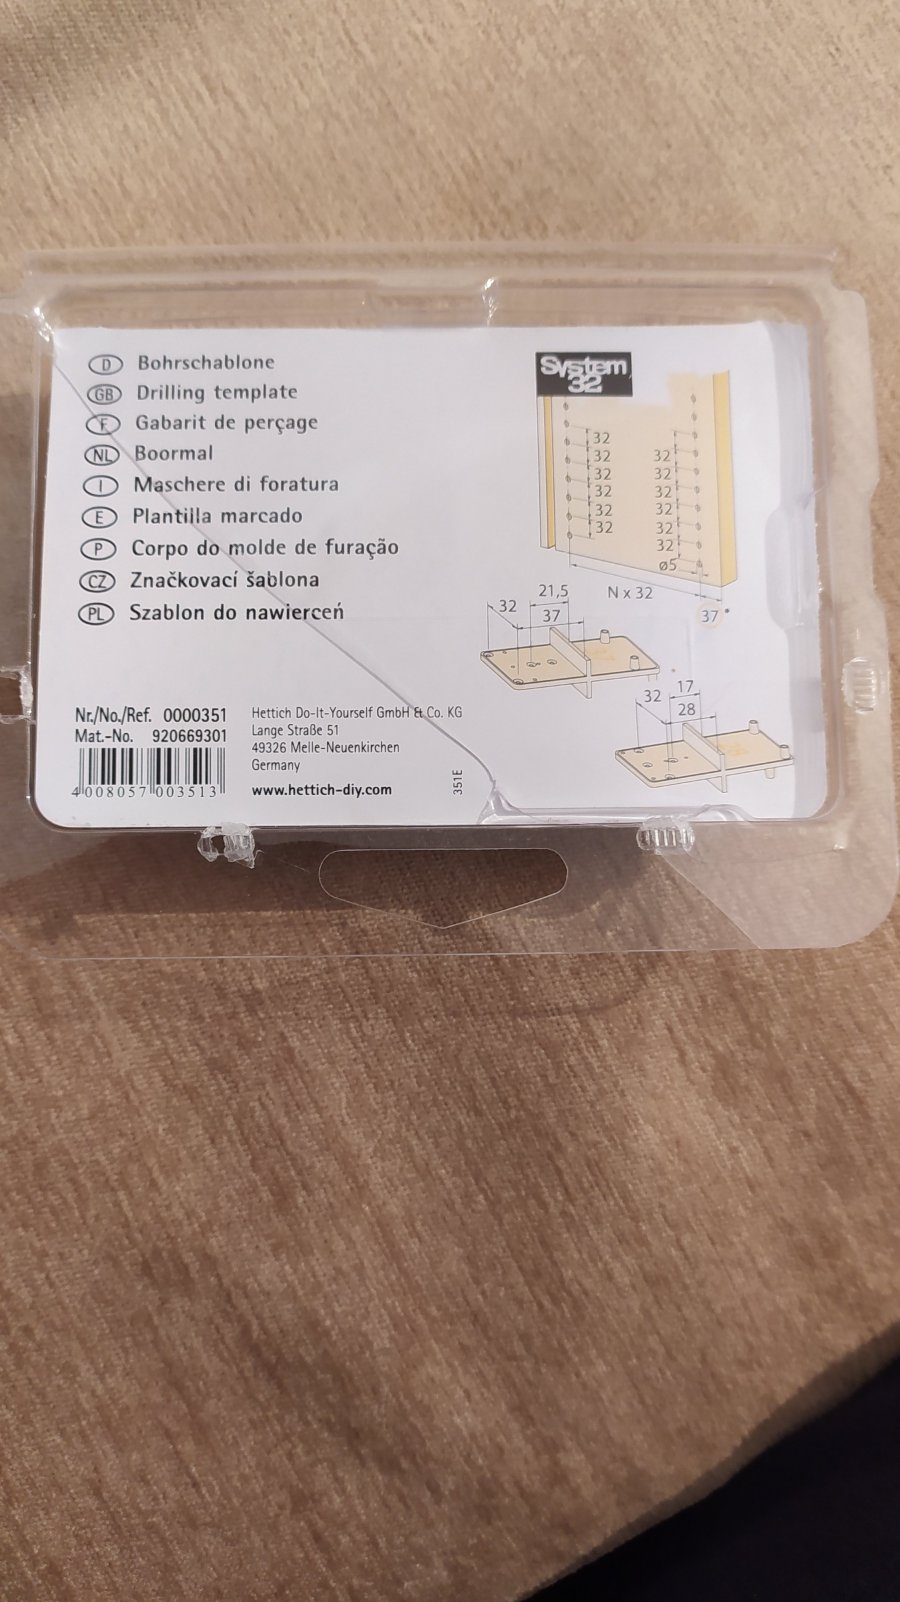 D Bohrschablone
GB Drilling template
F Gabarit de perçage
NL Boormal
I Maschere di foratura
E Plantilla marcado
P Corpo do molde de furação
CZ Značkovací šablona
PL Szablon do nawierceń
Nr./No./Ref. 0000351
Mat.-No. 920669301
4 008057 003513
Hettich Do-It-Yourself GmbH & Co. KG
Lange Straße 51
49326 Melle-Neuenkirchen
Germany
www.hettich-diy.com
351E
System
32
32
32
32
32
32
32
32
32
32
32
32
32
ø5
N x 32
37*
32
21,5
37
*
32
17
28